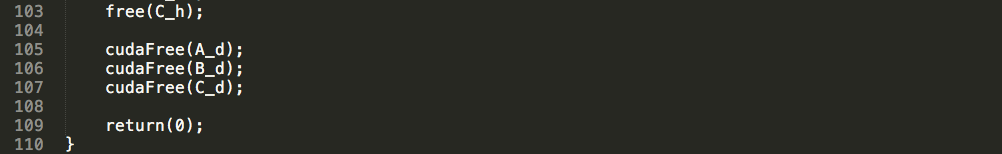 103 free(C_h);
104
105 cudaFree(A_d);
106 cudaFree(B_d);
107 cudaFree(C_d);
108
109 return(0);
110 }